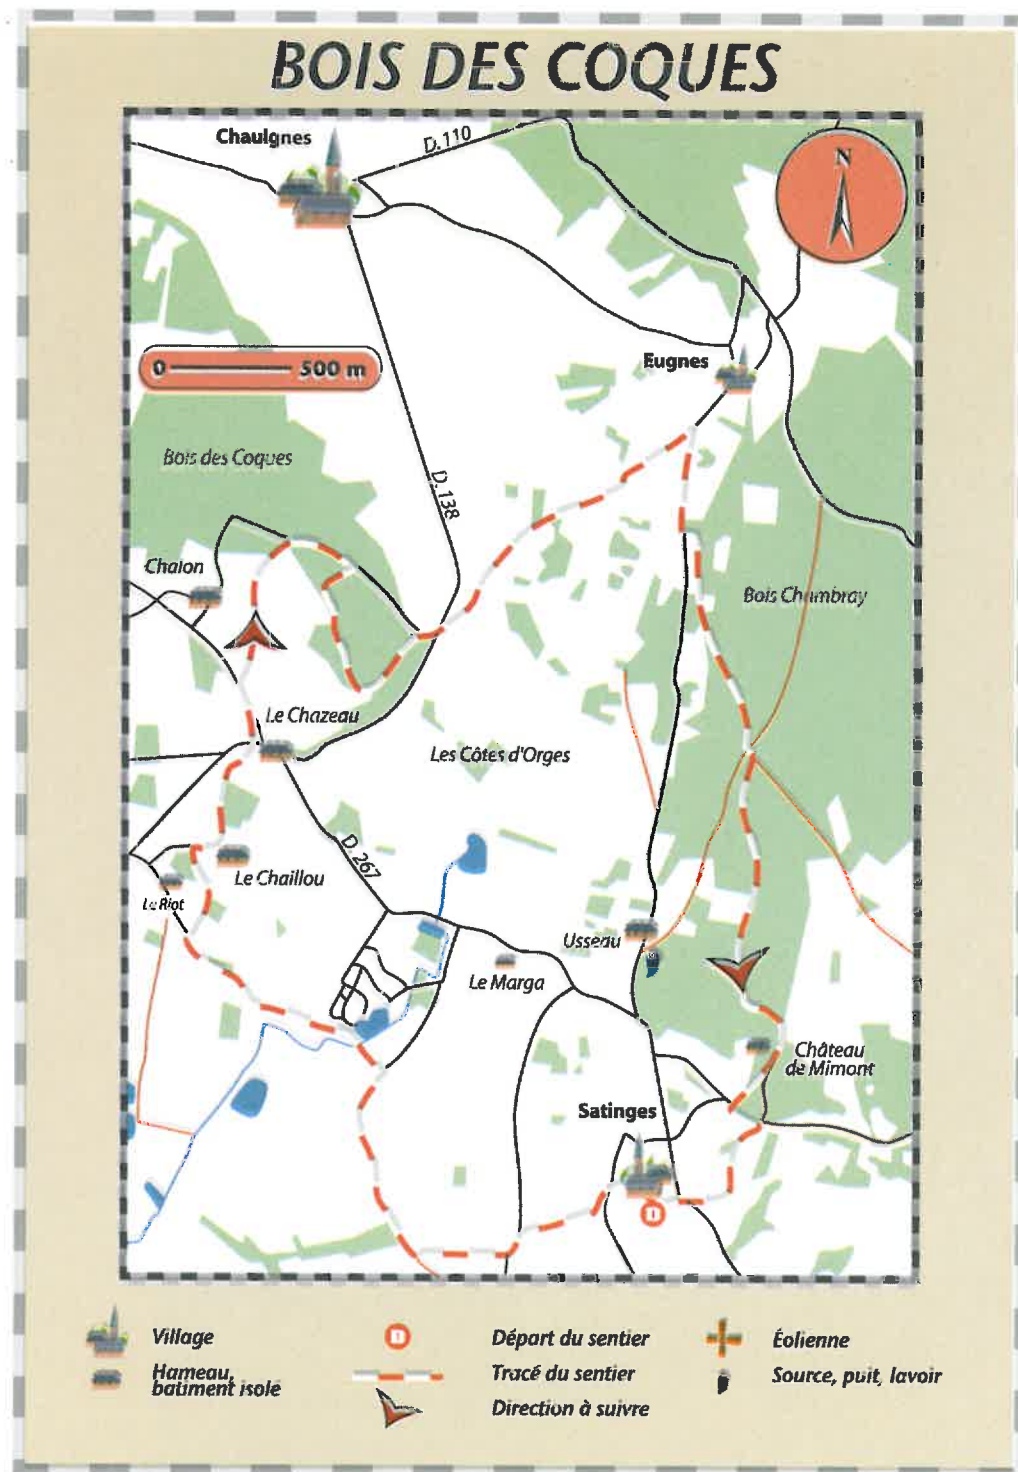 BOIS DES COQUES
Chaulgnes
D.110
N
Eugnes
0 500 m
Bois des Coques
D.138
Chalon
Bois Chambray
Le Chazeau
Les Côtes d'Orges
D.267
Le Chaillou
Le Riot
Usseau
Le Marga
Château
de Mimont
Satinges
Village
Départ du sentier
Éolienne
Hameau,
batiment isolé
Tracé du sentier
Source, puit, lavoir
Direction à suivre